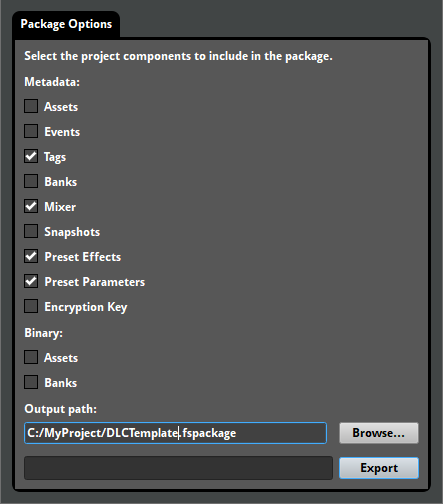 Package Options
Select the project components to include in the package.
Metadata:
Assets
Events
Tags
Banks
Mixer
Snapshots
Preset Effects
Preset Parameters
Encryption Key
Binary:
Assets
Banks
Output path:
C:/MyProject/DLCTemplate.fspackage Browse...
Export